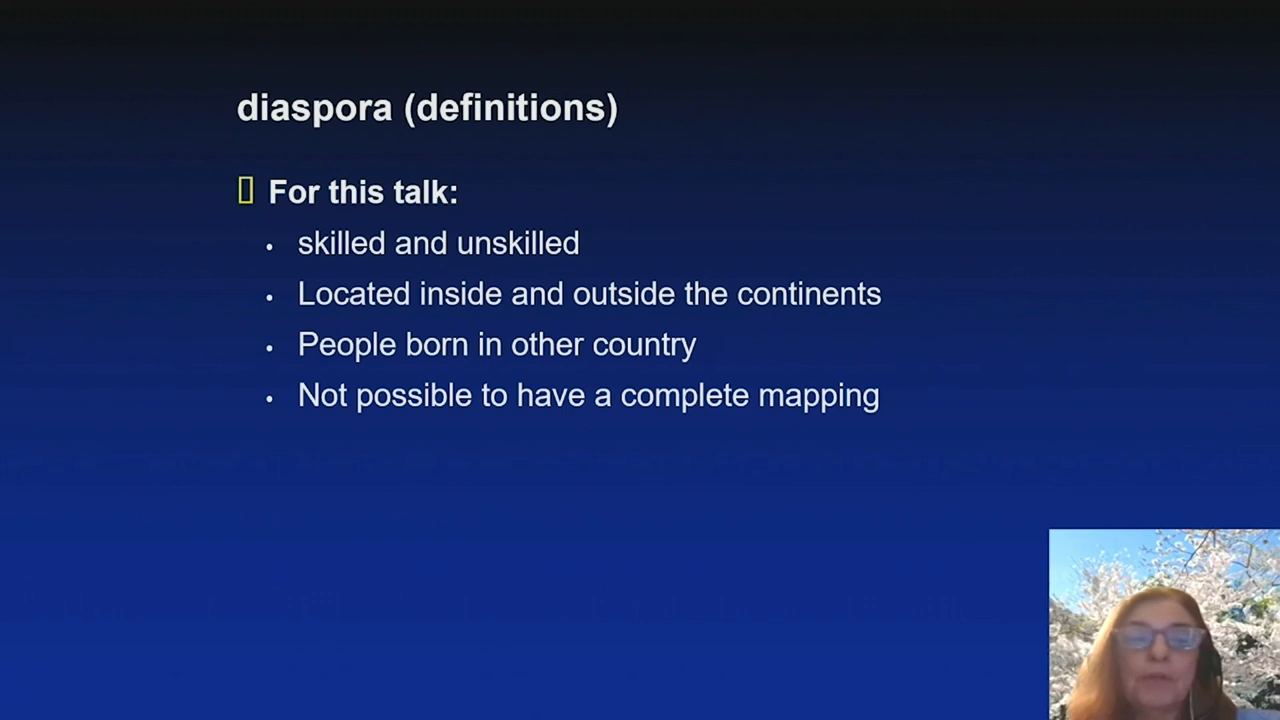 diaspora (definitions)
For this talk:
• skilled and unskilled
• Located inside and outside the continents
• People born in other country
• Not possible to have a complete mapping